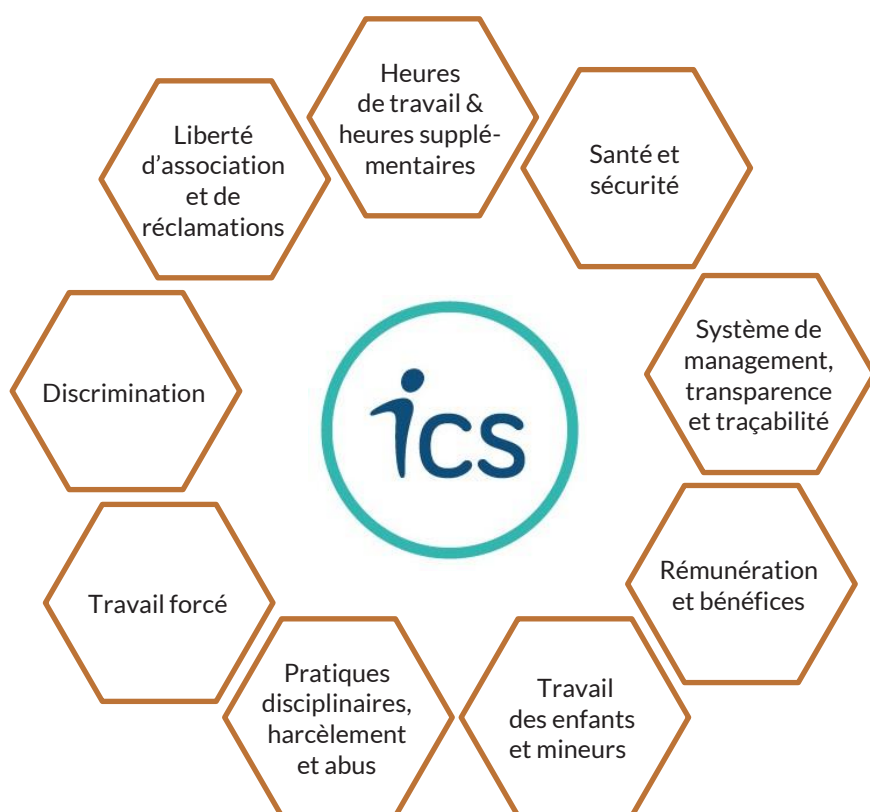 Heures
de travail &
heures supplé-
mentaires
Liberté
d’association
et de
réclamations
Santé et
sécurité
Système de
management,
transparence
et traçabilité
Discrimination
ics
Rémunération
et bénéfices
Travail forcé
Pratiques
disciplinaires,
harcèlement
et abus
Travail
des enfants
et mineurs